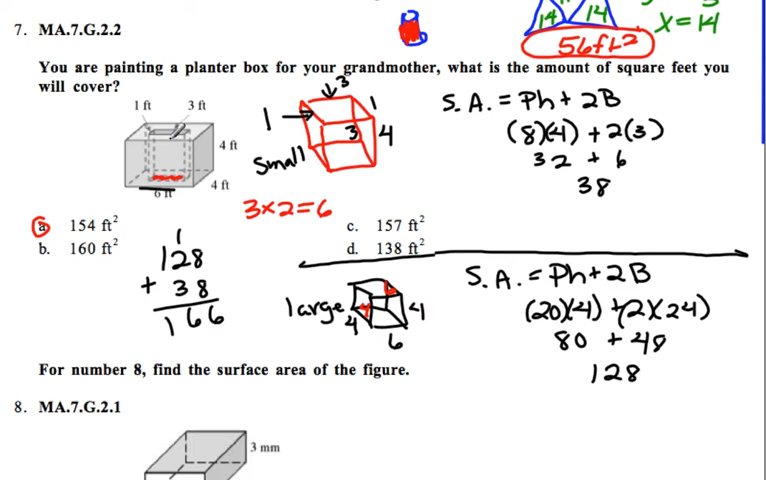 14 14
5
x = 14
56ft2
7. MA.7.G.2.2
You are painting a planter box for your grandmother, what is the amount of square feet you
will cover?
1 ft 3 ft
4 ft
4 ft
6 ft
3
1 1
3 4
Small
3×2=6
S.A. = Ph + 2B
(8)(4) + 2(3)
32 + 6
38
a. 154 ft²
b. 160 ft²
c. 157 ft²
d. 138 ft²
1
128
+ 38
166
large
4 4
6
S.A. = Ph + 2B
(20)(4) + 2(24)
80 + 48
128
For number 8, find the surface area of the figure.
8. MA.7.G.2.1
3 mm